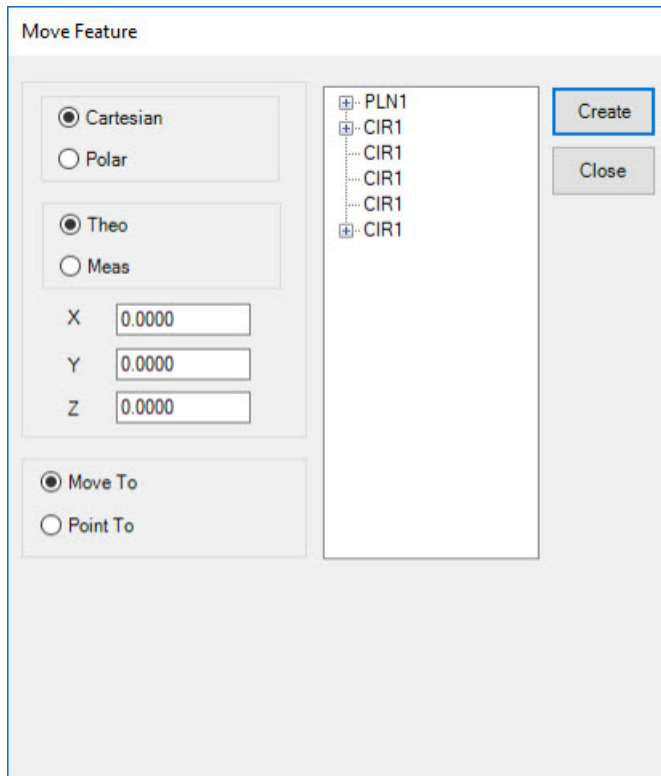 Move Feature
Cartesian
Polar
Theo
Meas
X 0.0000
Y 0.0000
Z 0.0000
Move To
Point To
PLN1
CIR1
CIR1
CIR1
CIR1
CIR1
Create
Close